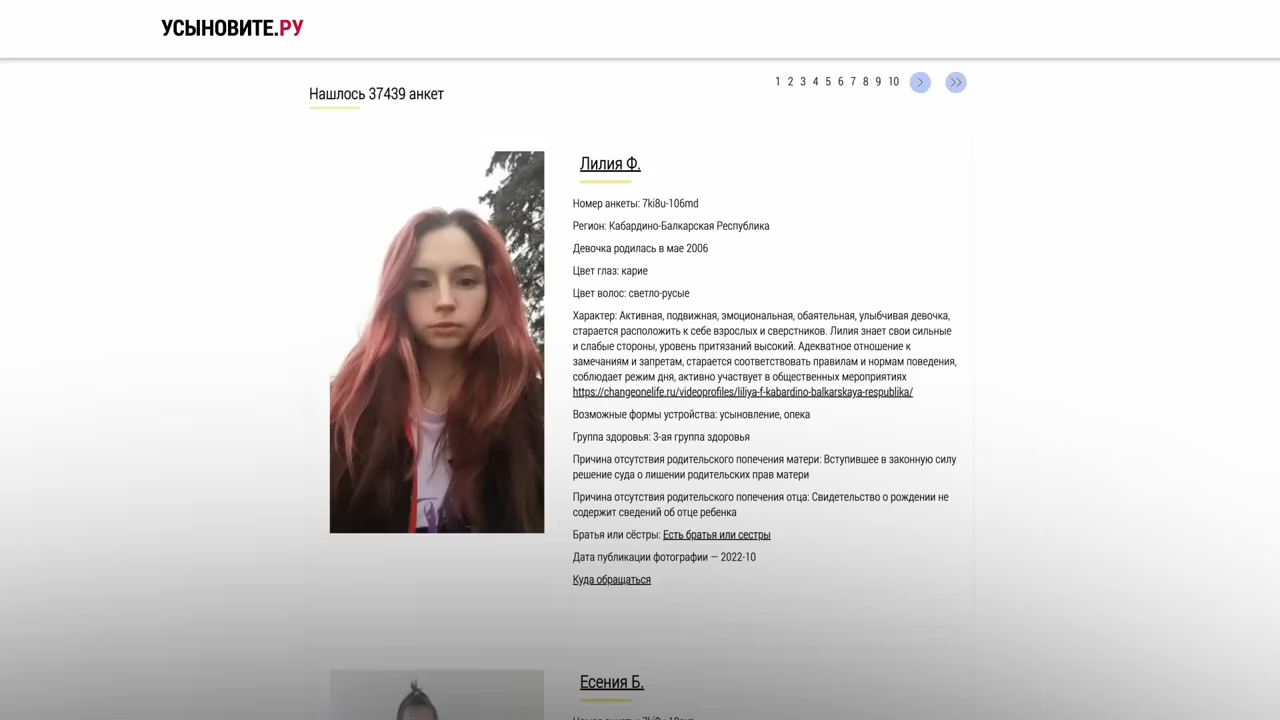 УСЫНОВИТЕ.РУ
1 2 3 4 5 6 7 8 9 10
Нашлось 37439 анкет
Лилия Ф.
Номер анкеты: 7ki8u-106md
Регион: Кабардино-Балкарская Республика
Девочка родилась в мае 2006
Цвет глаз: карие
Цвет волос: светло-русые
Характер: Активная, подвижная, эмоциональная, обаятельная, улыбчивая девочка,
старается расположить к себе взрослых и сверстников. Лилия знает свои сильные
и слабые стороны, уровень притязаний высокий. Адекватное отношение к
замечаниям и запретам, старается соответствовать правилам и нормам поведения,
соблюдает режим дня, активно участвует в общественных мероприятиях
https://changeonelife.ru/videoprofiles/liliya-f-kabardino-balkarskaya-respublika/
Возможные формы устройства: усыновление, опека
Группа здоровья: 3-ая группа здоровья
Причина отсутствия родительского попечения матери: Вступившее в законную силу
решение суда о лишении родительских прав матери
Причина отсутствия родительского попечения отца: Свидетельство о рождении не
содержит сведений об отце ребенка
Братья или сёстры: Есть братья или сестры
Дата публикации фотографии — 2022-10
Куда обращаться
Есения Б.